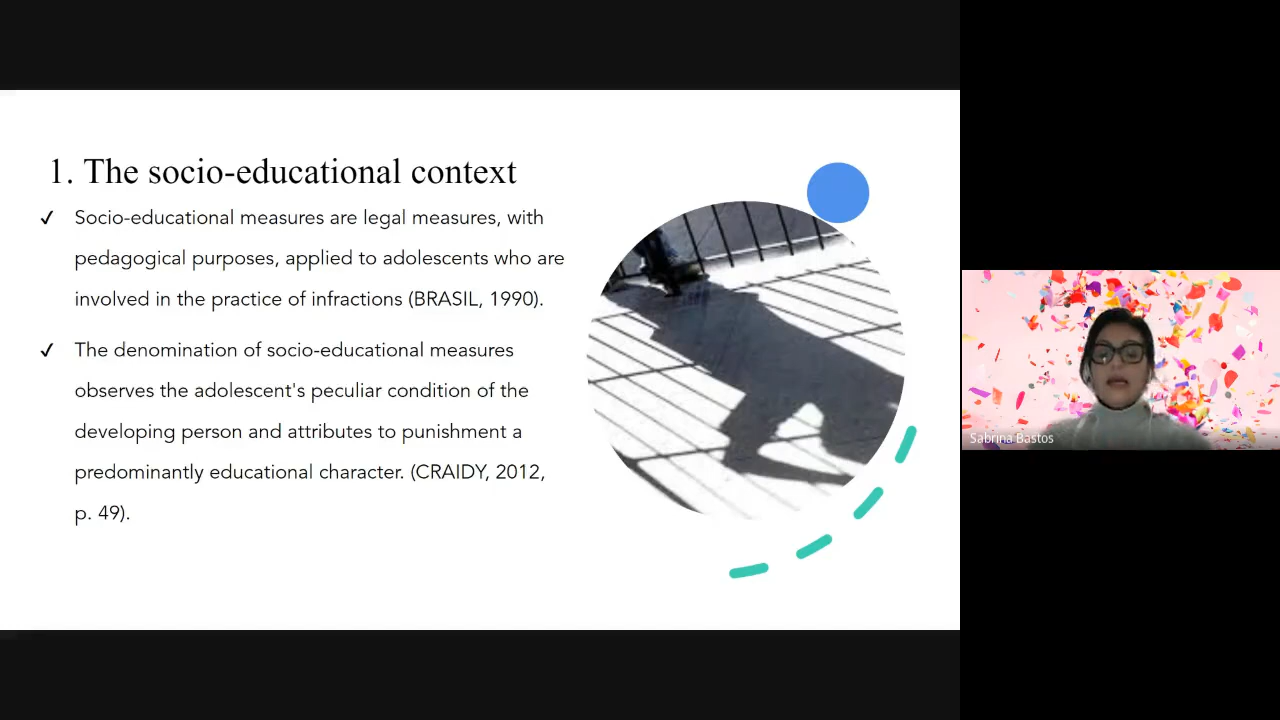 1. The socio-educational context
✓ Socio-educational measures are legal measures, with
pedagogical purposes, applied to adolescents who are
involved in the practice of infractions (BRASIL, 1990).
✓ The denomination of socio-educational measures
observes the adolescent's peculiar condition of the
developing person and attributes to punishment a
predominantly educational character. (CRAIDY, 2012,
p. 49).
Sabrina Bastos